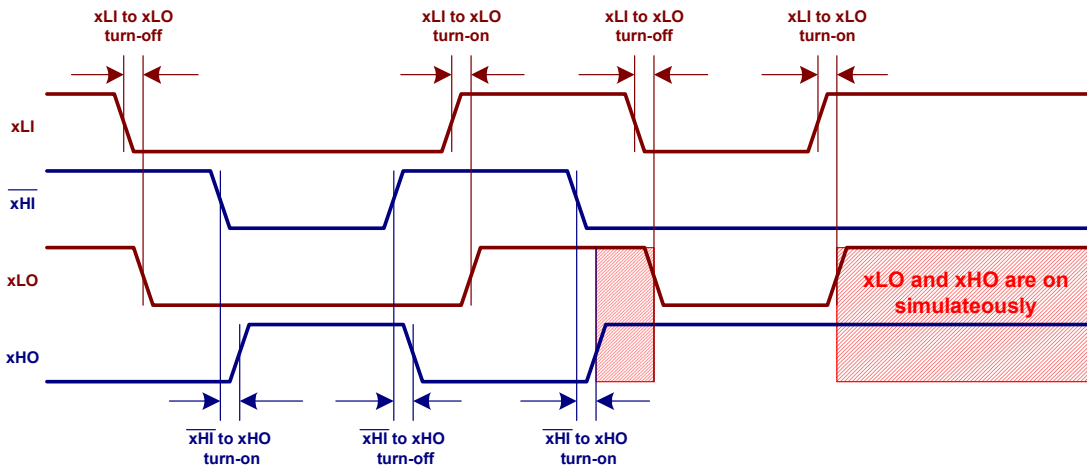 xLI to xLO
turn-off
xLI to xLO
turn-on
xLI to xLO
turn-off
xLI to xLO
turn-on
xLI
xHI
xLO
xLO and xHO are on
simulateously
xHO
xHI to xHO
turn-on
xHI to xHO
turn-off
xHI to xHO
turn-on